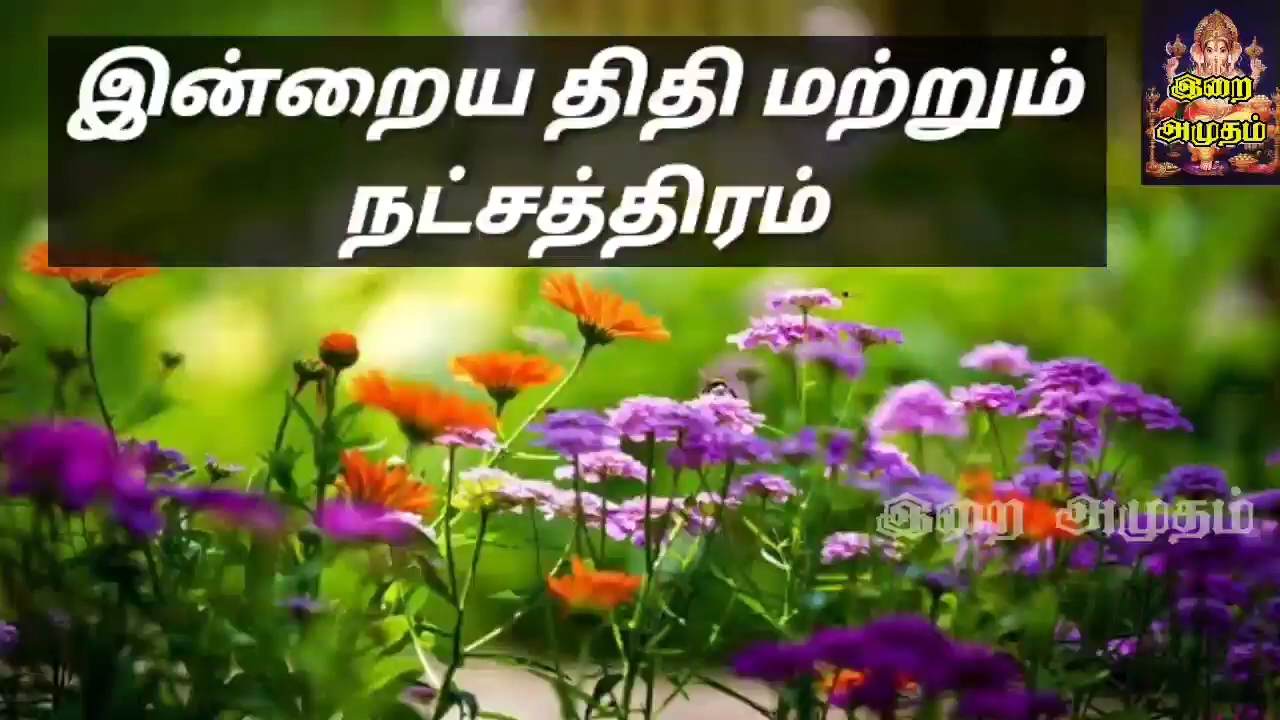 இன்றைய திதி மற்றும்
நட்சத்திரம்
இறை
அமுதம்
இறை அமுதம்